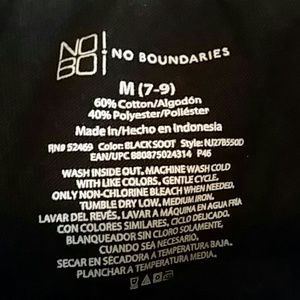 NO
BO
NO BOUNDARIES
M (7-9)
60% Cotton/Algodón
40% Polyester/Poliéster
Made in/Hecho en Indonesia
RN# 52469 Color: BLACK SOOT Style: NJ27B550D
EAN/UPC 880875024314 P46
WASH INSIDE OUT. MACHINE WASH COLD
WITH LIKE COLORS, GENTLE CYCLE.
ONLY NON-CHLORINE BLEACH WHEN NEEDED.
TUMBLE DRY LOW. MEDIUM IRON.
LAVAR DEL REVÉS, LAVAR A MÁQUINA EN AGUA FRÍA
CON COLORES SIMILARES. CICLO DELICADO.
BLANQUEADOR SIN CLORO SOLAMENTE,
CUANDO SEA NECESARIO.
SECAR EN SECADORA A TEMPERATURA BAJA.
PLANCHAR A TEMPERATURA MEDIA.